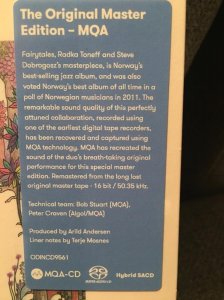 The Original Master
Edition – MQA
Fairytales, Radka Toneff and Steve
Dobrogosz's masterpiece, is Norway's
best-selling jazz album, and was also
voted Norway's best album of all time in a
poll of Norwegian musicians in 2011. The
remarkable sound quality of this perfectly
attuned collaboration, recorded using
one of the earliest digital tape recorders,
has been recovered and captured using
MQA technology. MQA has recreated the
sound of the duo's breath-taking original
performance for this special master
edition. Remastered from the long lost
original master tape - 16 bit / 50.35 kHz.
Technical team: Bob Stuart (MQA),
Peter Craven (Algol/MQA)
Produced by Arild Andersen
Liner notes by Terje Mosnes
ODINCD9561
MQA-CD
SUPER AUDIO CD
Hybrid SACD